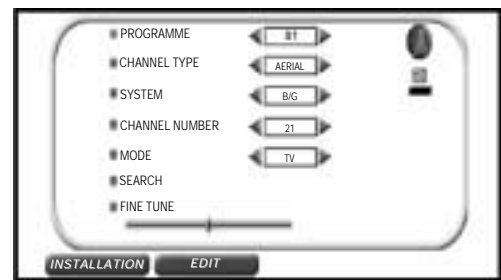 PROGRAMME
CHANNEL TYPE AERIAL
SYSTEM B/G
CHANNEL NUMBER 21
MODE TV
SEARCH
FINE TUNE
INSTALLATION EDIT